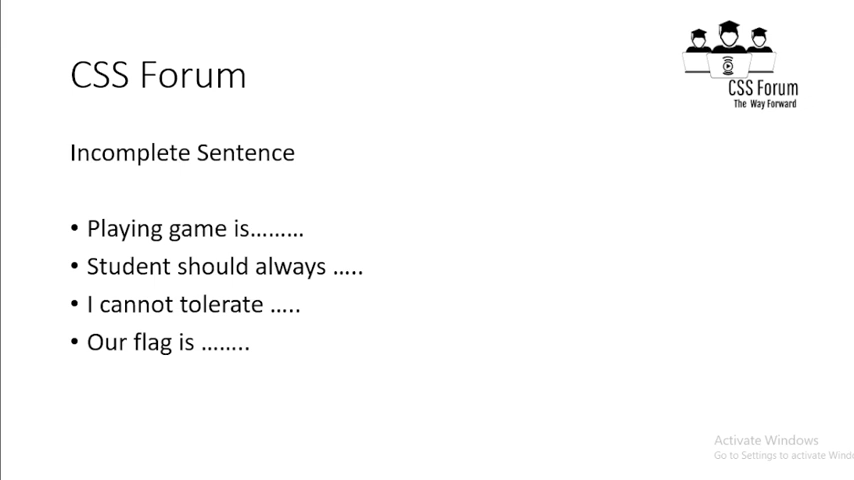 CSS Forum
CSS Forum
The Way Forward
Incomplete Sentence
• Playing game is.........
• Student should always .....
• I cannot tolerate .....
• Our flag is ........
Activate Windows
Go to Settings to activate Wind